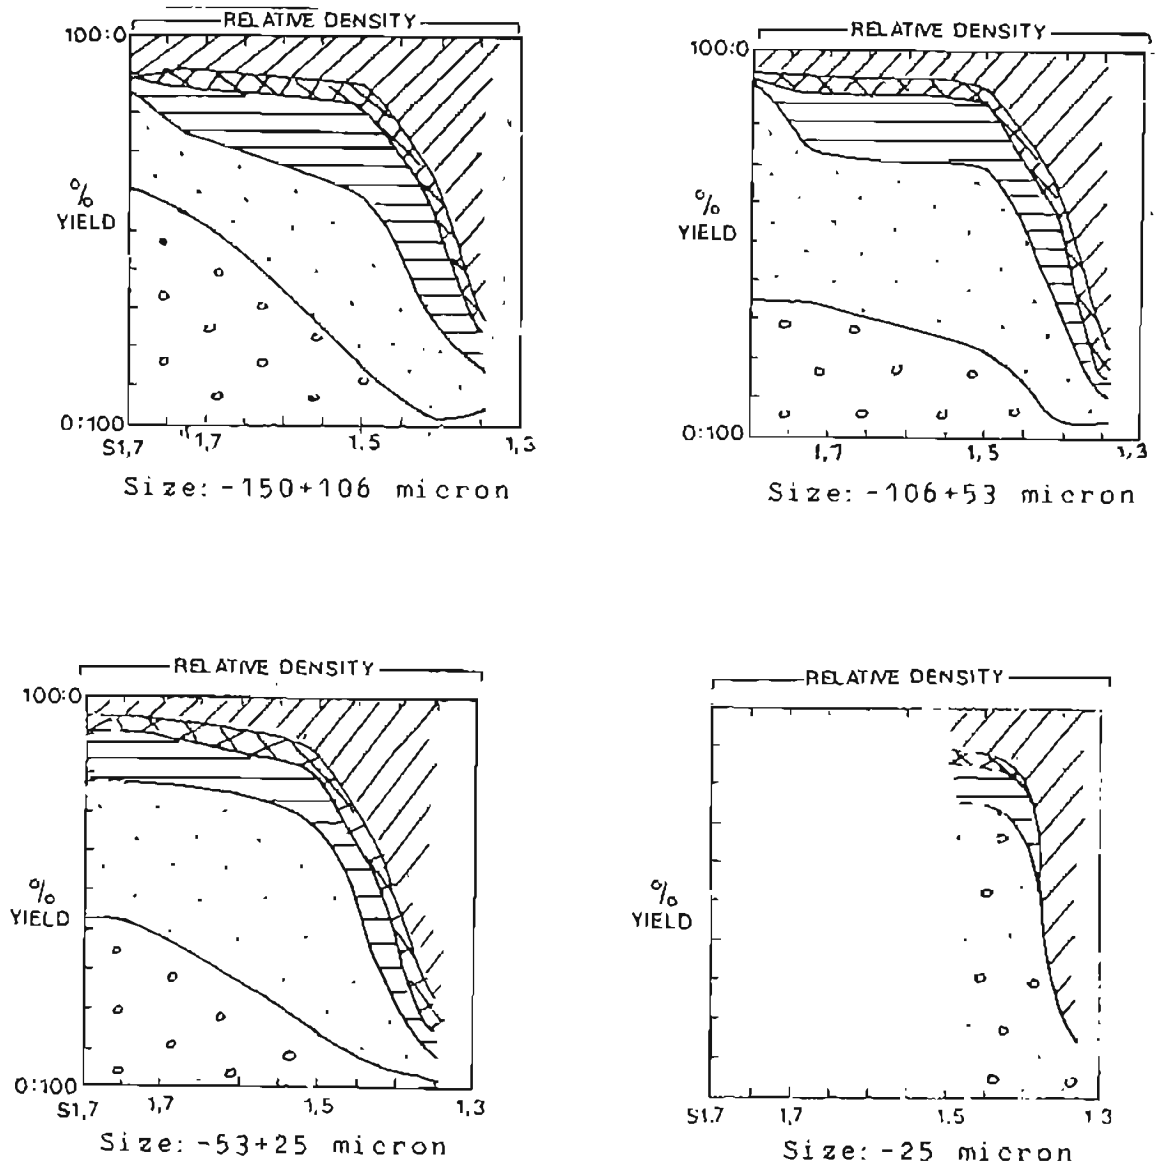 RELATIVE DENSITY
100:0
%
YIELD
0:100
S1,7 1,7 1,5 1,3
Size: -150+106 micron
RELATIVE DENSITY
100:0
%
YIELD
0:100
1,7 1,5 1,3
Size: -106+53 micron
RELATIVE DENSITY
100:0
%
YIELD
0:100
S1,7 1,7 1,5 1,3
Size: -53+25 micron
RELATIVE DENSITY
%
YIELD
S1.7 1,7 1.5 1 3
Size: -25 micron